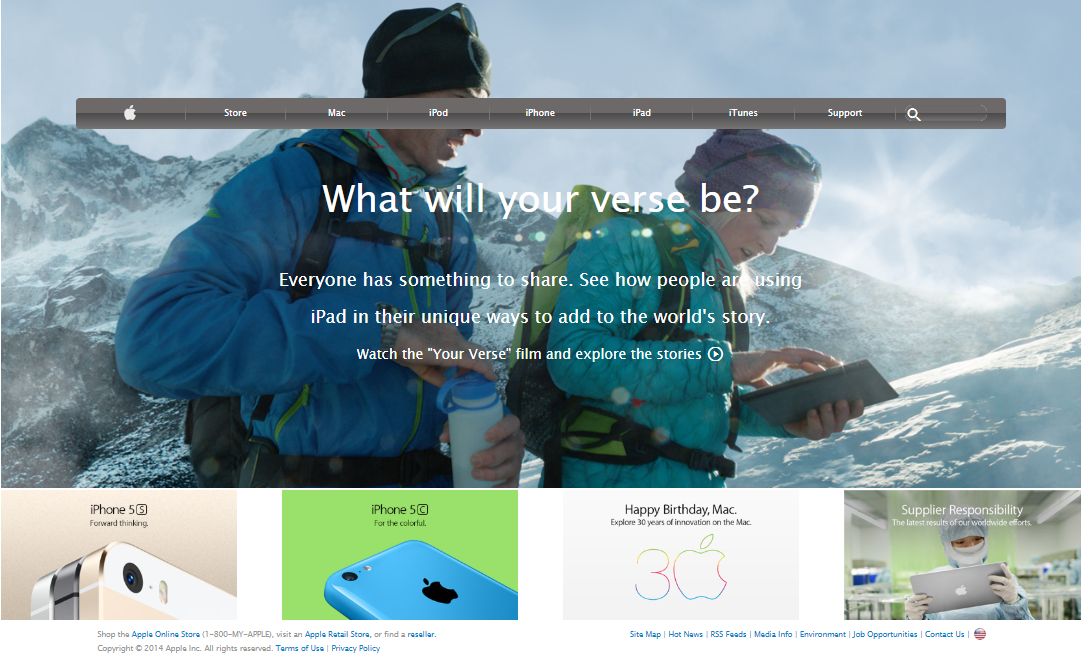 Store Mac iPod iPhone iPad iTunes Support
What will your verse be?
Everyone has something to share. See how people are using
iPad in their unique ways to add to the world's story.
Watch the "Your Verse" film and explore the stories
iPhone 5S
Forward thinking.
iPhone 5C
For the colorful.
Happy Birthday, Mac.
Explore 30 years of innovation on the Mac.
30
Supplier Responsibility
The latest results of our worldwide efforts.
Shop the Apple Online Store (1-800-MY-APPLE), visit an Apple Retail Store, or find a reseller.
Site Map | Hot News | RSS Feeds | Media Info | Environment | Job Opportunities | Contact Us |
Copyright © 2014 Apple Inc. All rights reserved. Terms of Use | Privacy Policy